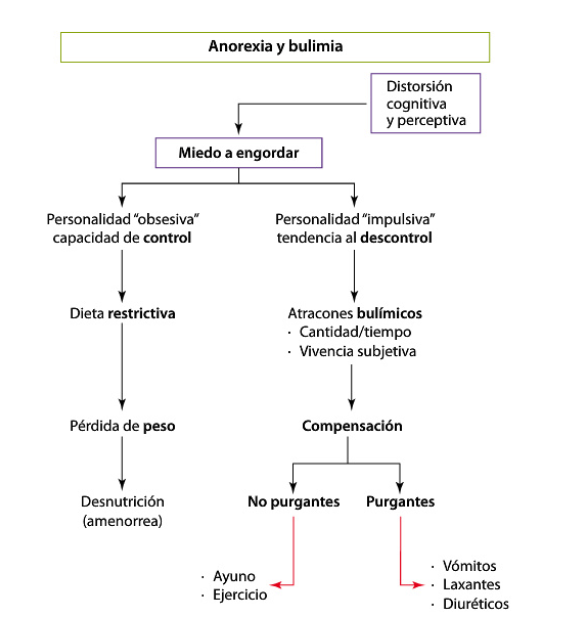 Anorexia y bulimia
Distorsión
cognitiva
y perceptiva
Miedo a engordar
Personalidad “obsesiva”
capacidad de control
Personalidad “impulsiva”
tendencia al descontrol
Dieta restrictiva
Atracones bulímicos
· Cantidad/tiempo
· Vivencia subjetiva
Pérdida de peso
Compensación
Desnutrición
(amenorrea)
No purgantes
Purgantes
· Ayuno
· Ejercicio
· Vómitos
· Laxantes
· Diuréticos